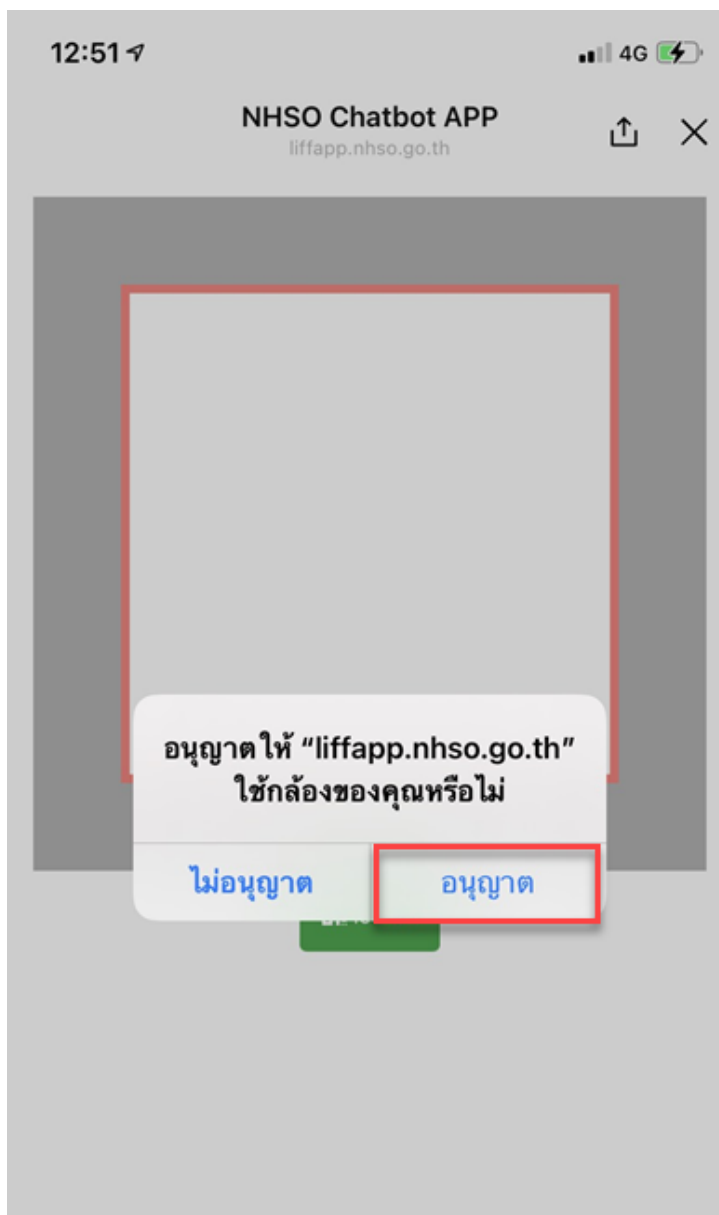 12:51
4G
NHSO Chatbot APP
liffapp.nhso.go.th
อนุญาตให้ “liffapp.nhso.go.th”
ใช้กล้องของคุณหรือไม่
ไม่อนุญาต
อนุญาต